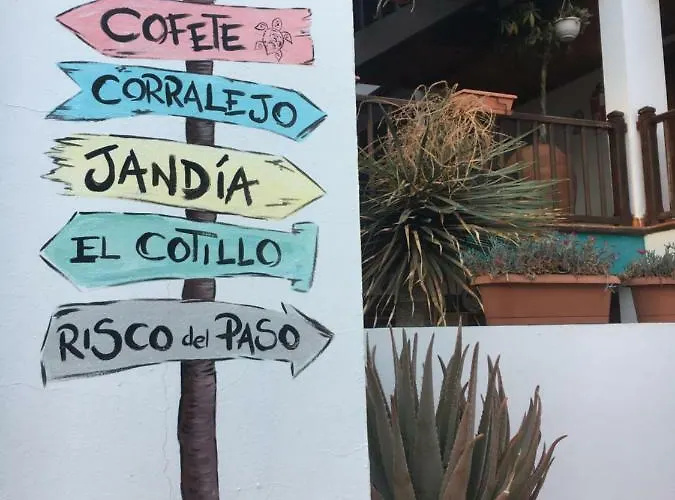 COFETE
CORRALEJO
JANDÍA
EL COTILLO
RISCO del PASO